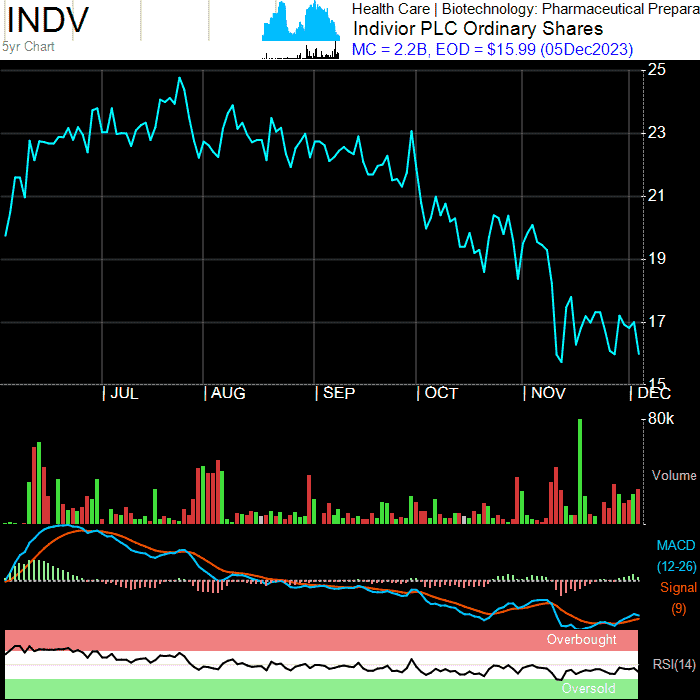 INDV
5yr Chart
Health Care | Biotechnology: Pharmaceutical Prepara
Indivior PLC Ordinary Shares
MC = 2.2B, EOD = $15.99 (05Dec2023)
25
23
21
19
17
15
JUL AUG SEP OCT NOV DEC
80k
Volume
MACD
(12-26)
Signal
(9)
Overbought
RSI(14)
Oversold